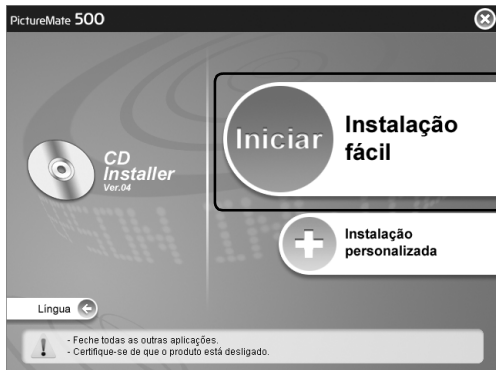 PictureMate 500
Iniciar
Instalação
fácil
CD
Installer
Ver.04
Instalação
personalizada
Lingua
- Feche todas as outras aplicações.
- Certifique-se de que o produto está desligado.